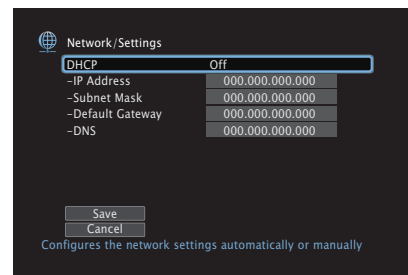 Network/Settings
DHCP Off
-IP Address 000.000.000.000
-Subnet Mask 000.000.000.000
-Default Gateway 000.000.000.000
-DNS 000.000.000.000
Save
Cancel
Configures the network settings automatically or manually